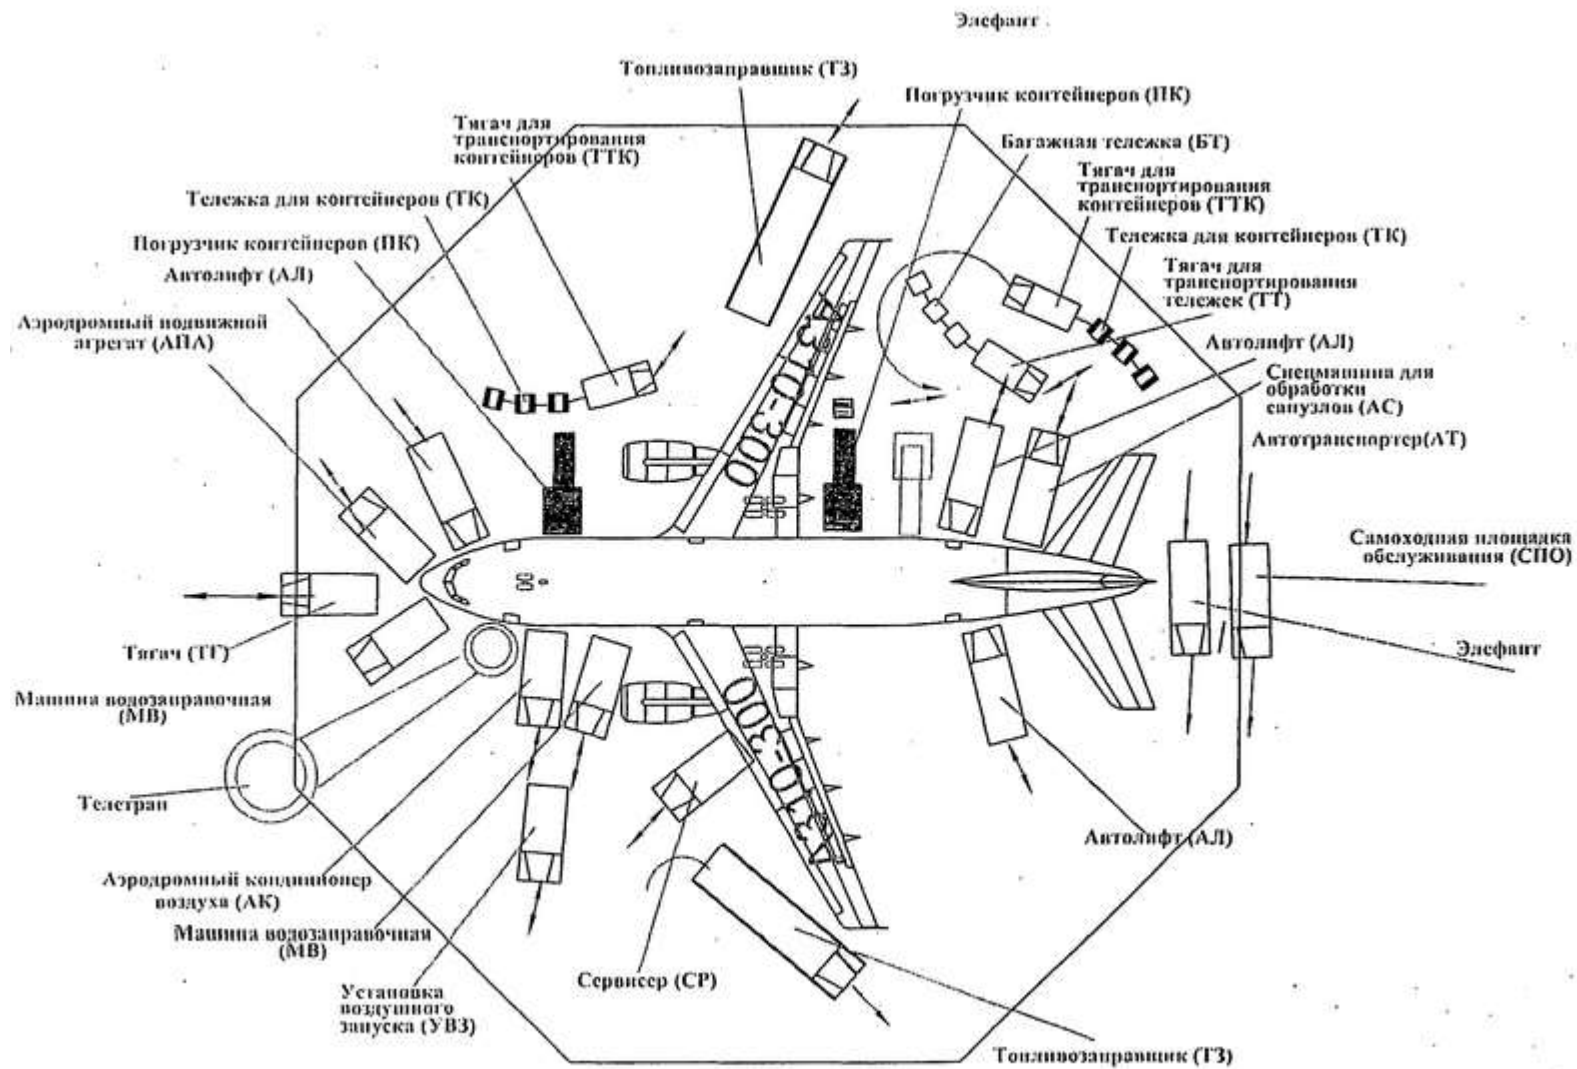 Элефант
Топливозаправшик (ТЗ)
Погрузчик контейнеров (ПК)
Тягач для
транспортирования
контейнеров (ТТК)
Багажная тележка (БТ)
Тягач для
транспортирования
контейнеров (ТТК)
Тележка для контейнеров (ТК)
Тележка для контейнеров (ТК)
Погрузчик контейнеров (ПК)
Автолифт (АЛ)
Тягач для
транспортирования
тележек (ТТ)
Аэродромный подвижной
агрегат (АПА)
Автолифт (АЛ)
Спецмашина для
обработки
санузлов (АС)
Автотранспортер(АТ)
А310-300
Самоходная площадка
обслуживания (СПО)
Тягач (ТГ)
Элефант
Машина водозаправочная
(МВ)
А310-300
Телетрап
Автолифт (АЛ)
Аэродромный кондиционер
воздуха (АК)
Машина водозаправочная
(МВ)
Сервисер (СР)
Установка
воздушного
запуска (УВЗ)
Топливозаправщик (ТЗ)